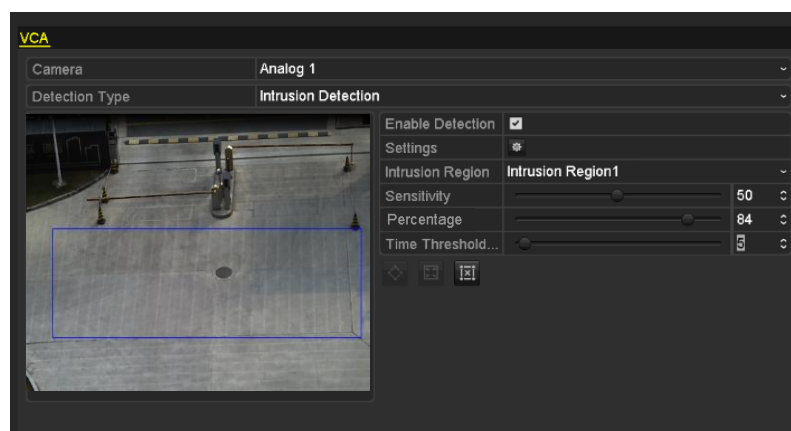 VCA
Camera Analog 1
Detection Type Intrusion Detection
Enable Detection
Settings
Intrusion Region Intrusion Region1
Sensitivity 50
Percentage 84
Time Threshold... 5